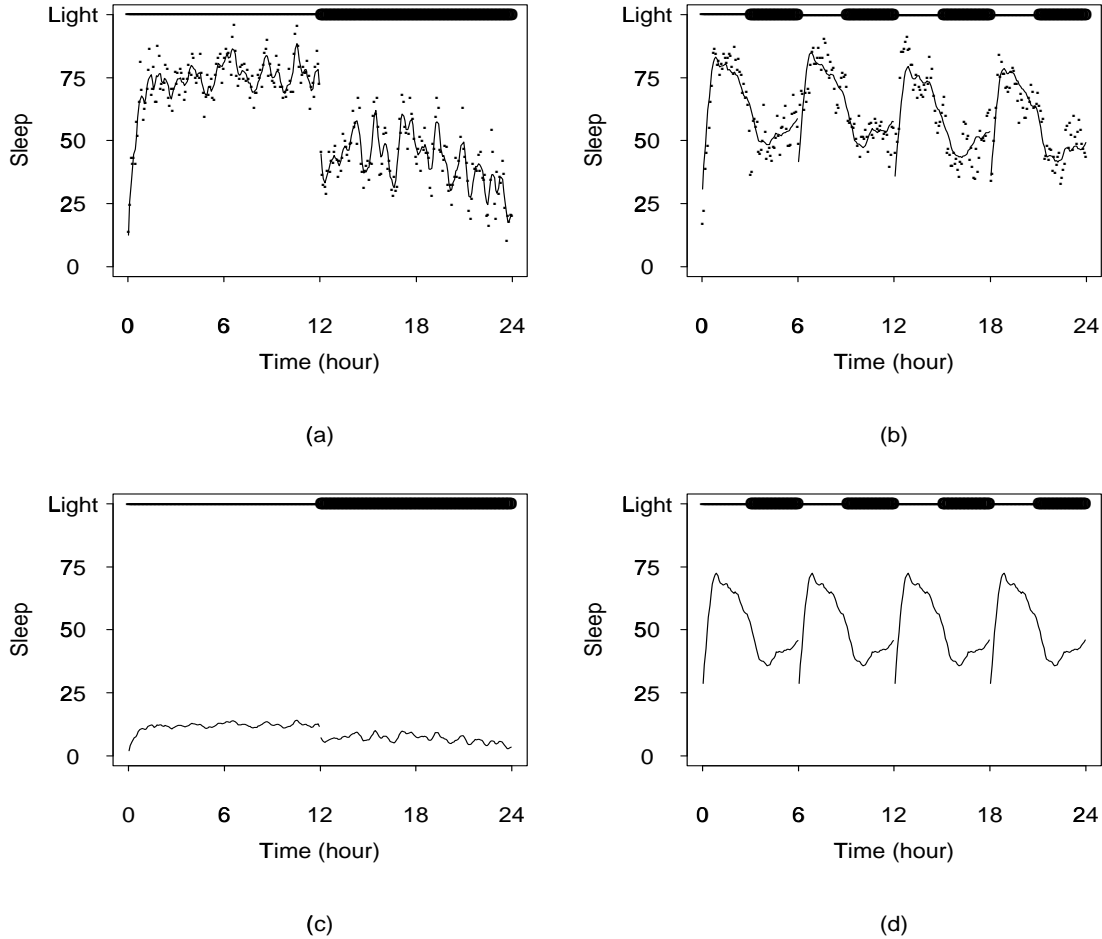 Light
75
50
25
0
Sleep
0 6 12 18 24
Time (hour)
(a)
Light
75
50
25
0
Sleep
0 6 12 18 24
Time (hour)
(b)
Light
75
50
25
0
Sleep
0 6 12 18 24
Time (hour)
(c)
Light
75
50
25
0
Sleep
0 6 12 18 24
Time (hour)
(d)